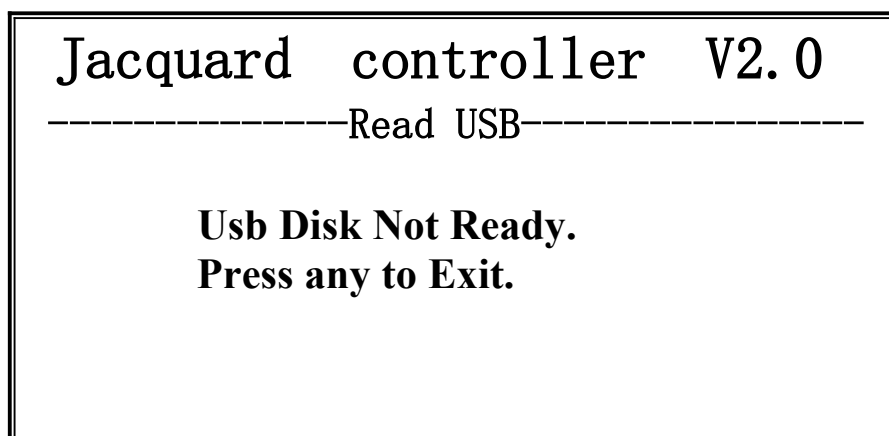 Jacquard controller V2.0
--------------Read USB----------------
Usb Disk Not Ready.
Press any to Exit.